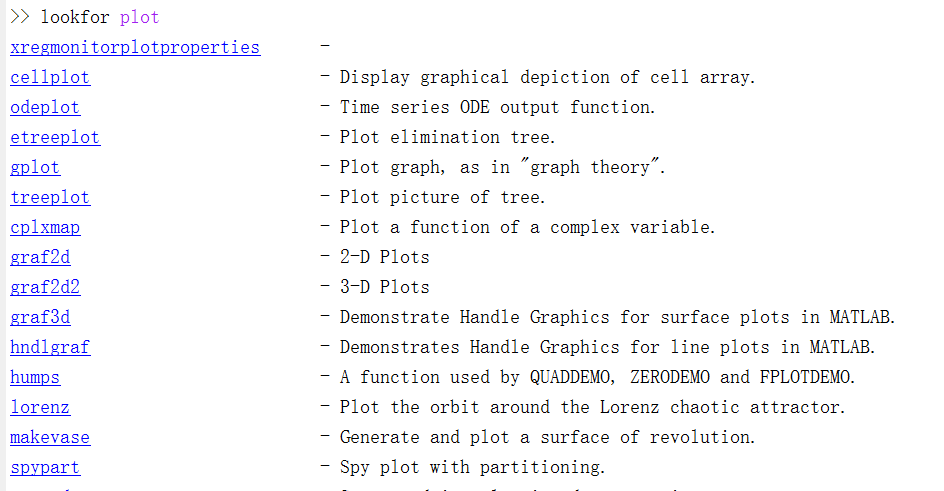 >> lookfor plot
xregmonitorplotproperties -
cellplot - Display graphical depiction of cell array.
odeplot - Time series ODE output function.
etreeplot - Plot elimination tree.
gplot - Plot graph, as in "graph theory".
treeplot - Plot picture of tree.
cplxmap - Plot a function of a complex variable.
graf2d - 2-D Plots
graf2d2 - 3-D Plots
graf3d - Demonstrate Handle Graphics for surface plots in MATLAB.
hndlgraf - Demonstrates Handle Graphics for line plots in MATLAB.
humps - A function used by QUADDEMO, ZERODEMO and FPLOTDEMO.
lorenz - Plot the orbit around the Lorenz chaotic attractor.
makevase - Generate and plot a surface of revolution.
spypart - Spy plot with partitioning.